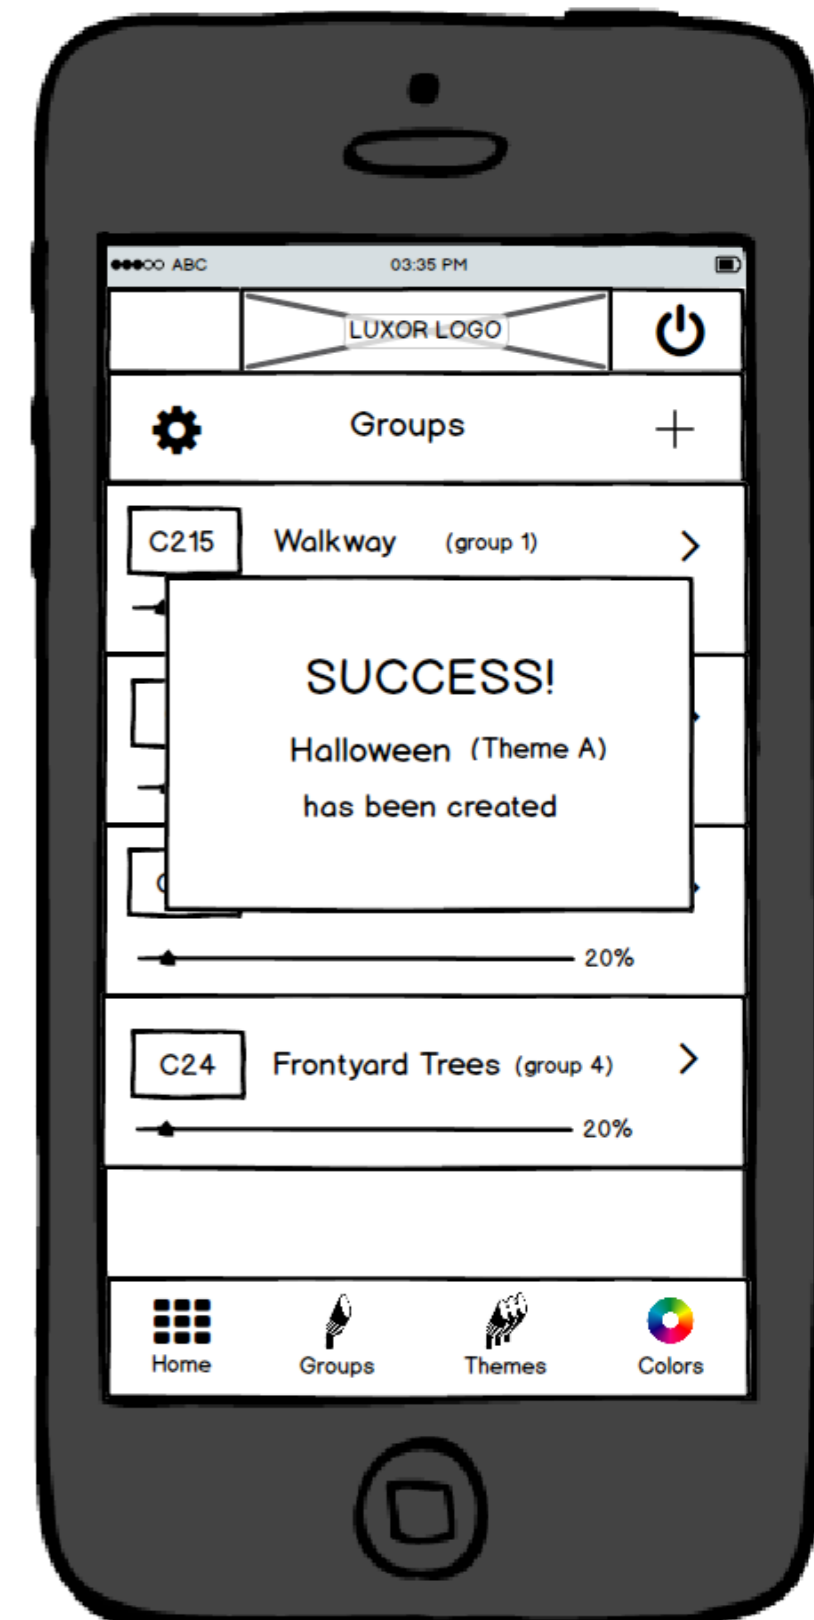 ABC 03:35 PM
LUXOR LOGO
Groups
C215 Walkway (group 1)
SUCCESS!
Halloween (Theme A)
has been created
20%
C24 Frontyard Trees (group 4)
20%
Home Groups Themes Colors